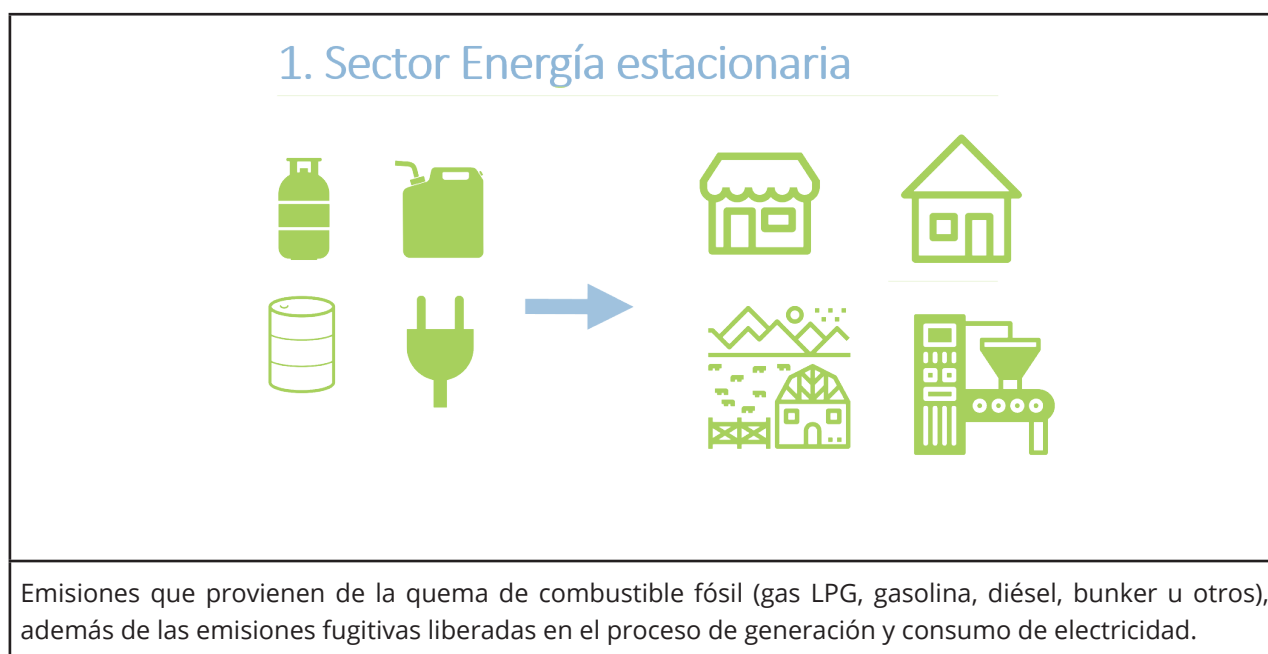 1. Sector Energía estacionaria
Emisiones que provienen de la quema de combustible fósil (gas LPG, gasolina, diésel, bunker u otros),
además de las emisiones fugitivas liberadas en el proceso de generación y consumo de electricidad.